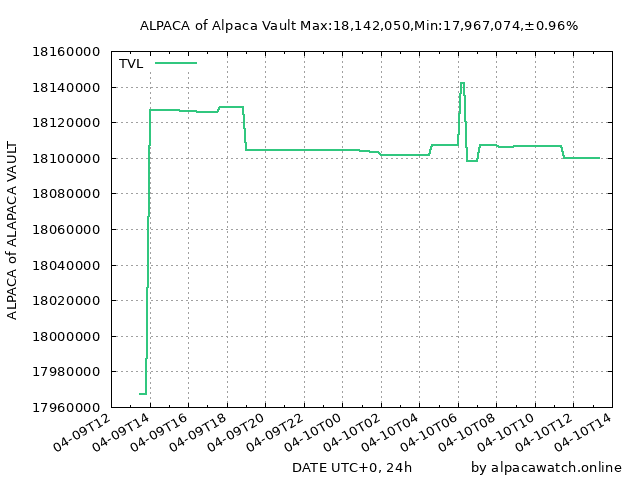 ALPACA of Alpaca Vault Max:18,142,050,Min:17,967,074,±0.96%
TVL
ALPACA of ALAPACA VAULT
18160000
18140000
18120000
18100000
18080000
18060000
18040000
18020000
18000000
17980000
17960000
04-09T12
04-09T14
04-09T16
04-09T18
04-09T20
04-09T22
04-10T00
04-10T02
04-10T04
04-10T06
04-10T08
04-10T10
04-10T12
04-10T14
DATE UTC+0, 24h
by alpacawatch.online